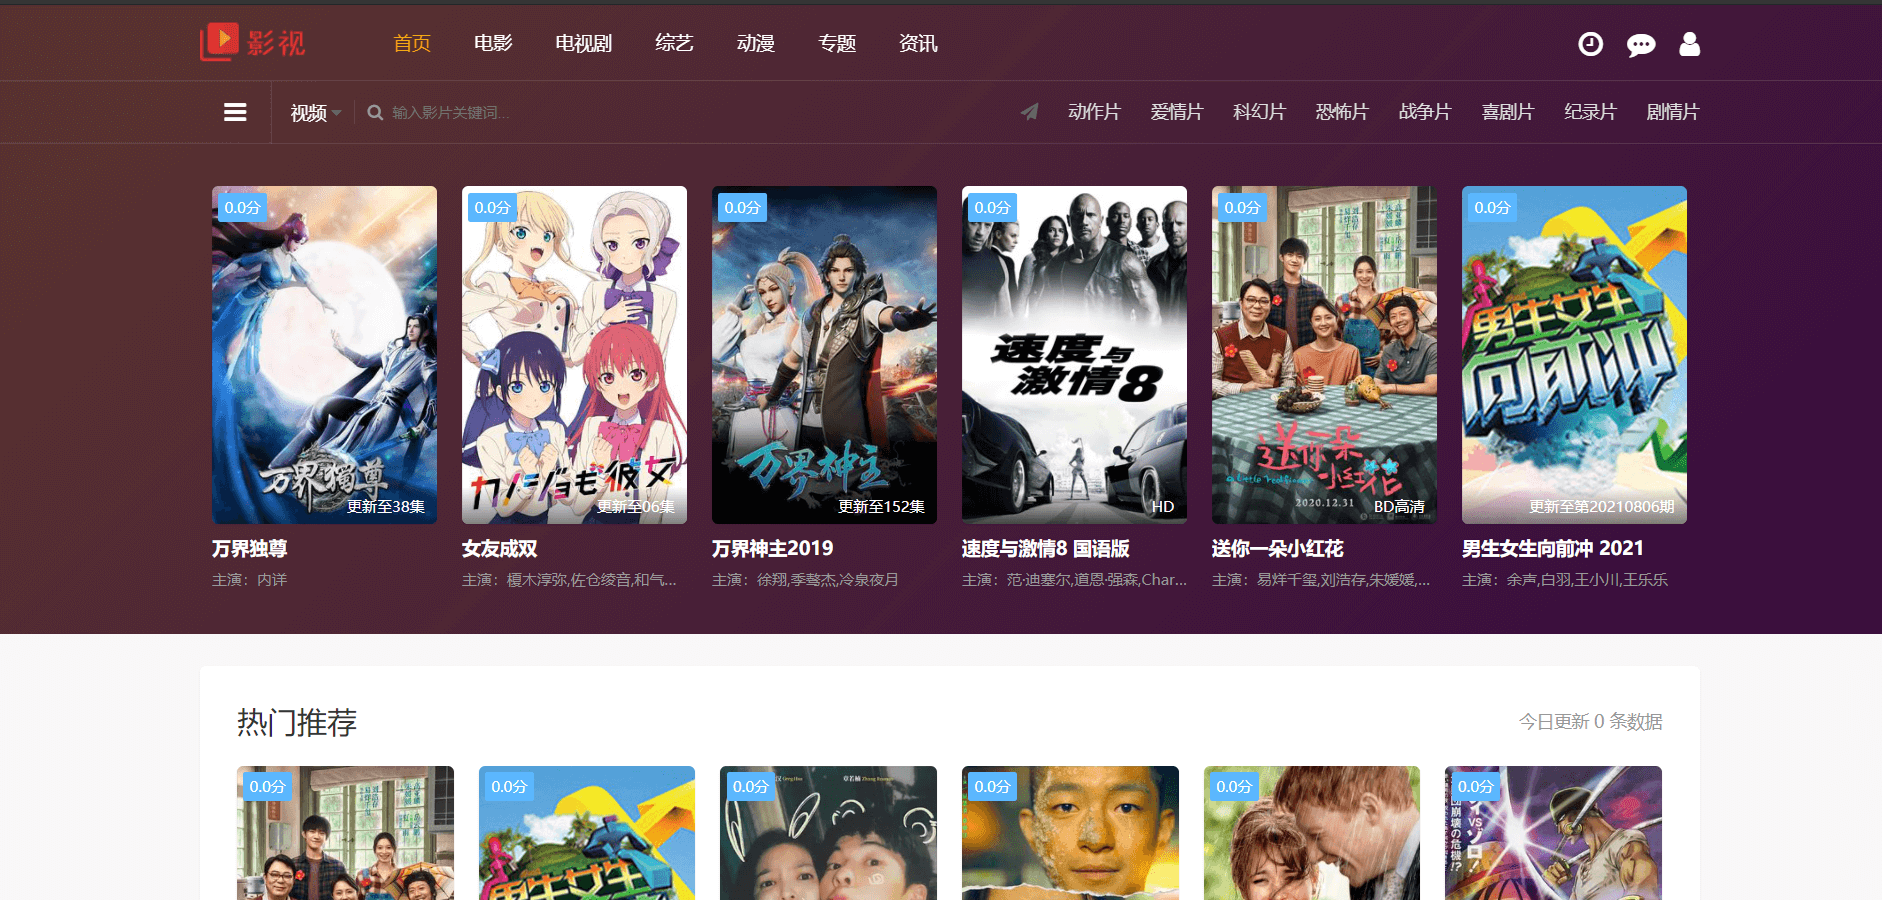 影视
首页 电影 电视剧 综艺 动漫 专题 资讯
视频 输入影片关键词... 动作片 爱情片 科幻片 恐怖片 战争片 喜剧片 纪录片 剧情片
0.0分 0.0分 0.0分 0.0分 0.0分 0.0分
万界獨尊
更新至38集
カノジョも彼女
更新至06集
万界神主
更新至152集
速度与
激情8
HD
送你一朵
小红花
a Little Red Flower
2020.12.31
BD高清
男生女生
向前冲
更新至第20210806期
万界独尊 女友成双 万界神主2019 速度与激情8 国语版 送你一朵小红花 男生女生向前冲 2021
主演：内详 主演：榎木淳弥,佐仓绫音,和气... 主演：徐翔,季骜杰,冷泉夜月 主演：范·迪塞尔,道恩·强森,Char... 主演：易烊千玺,刘浩存,朱媛媛,... 主演：余声,白羽,王小川,王乐乐
热门推荐 今日更新 0 条数据
0.0分 0.0分 0.0分 0.0分 0.0分 0.0分
男生女生